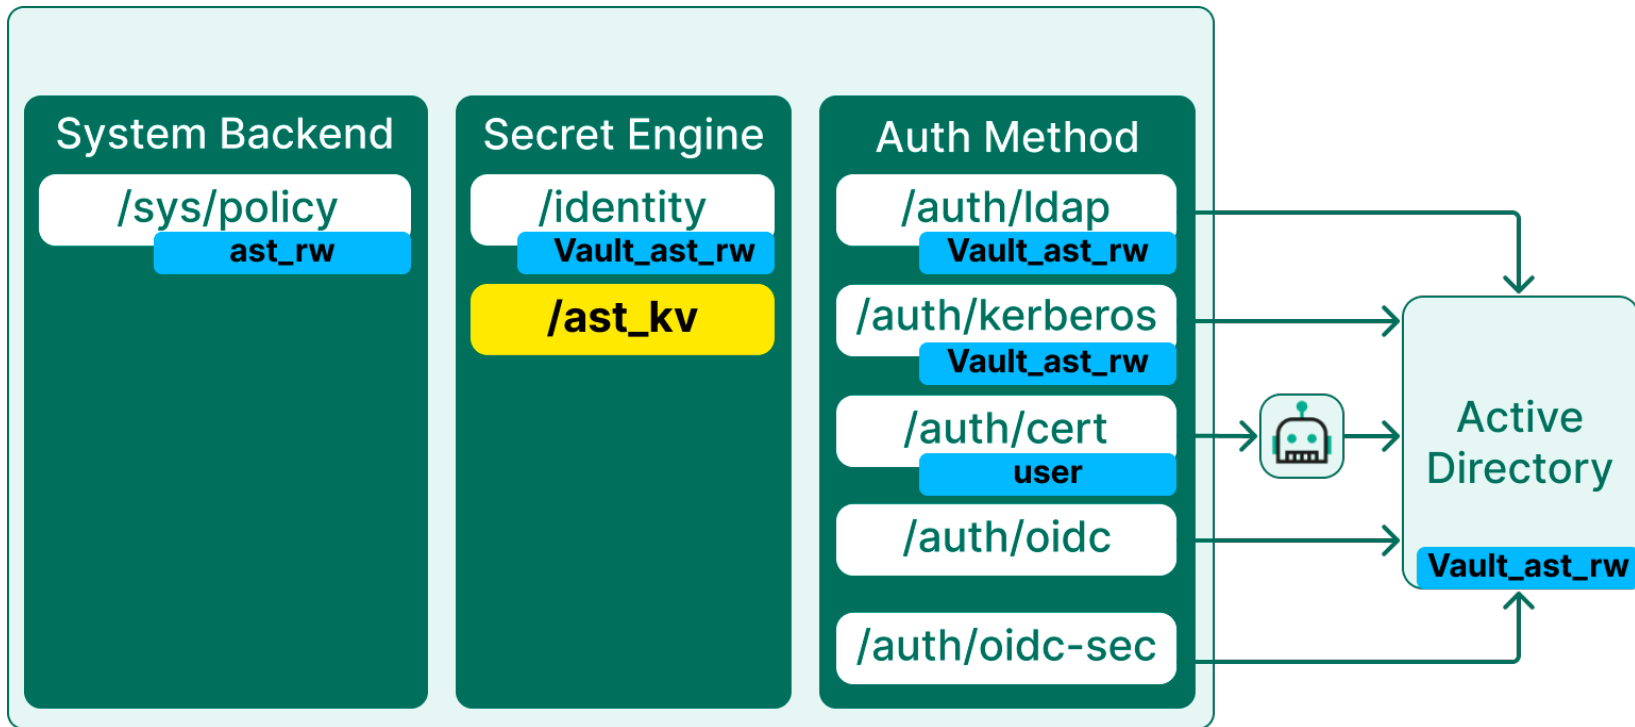 System Backend
/sys/policy
ast_rw
Secret Engine
/identity
Vault_ast_rw
/ast_kv
Auth Method
/auth/ldap
Vault_ast_rw
/auth/kerberos
Vault_ast_rw
/auth/cert
user
/auth/oidc
/auth/oidc-sec
Active
Directory
Vault_ast_rw